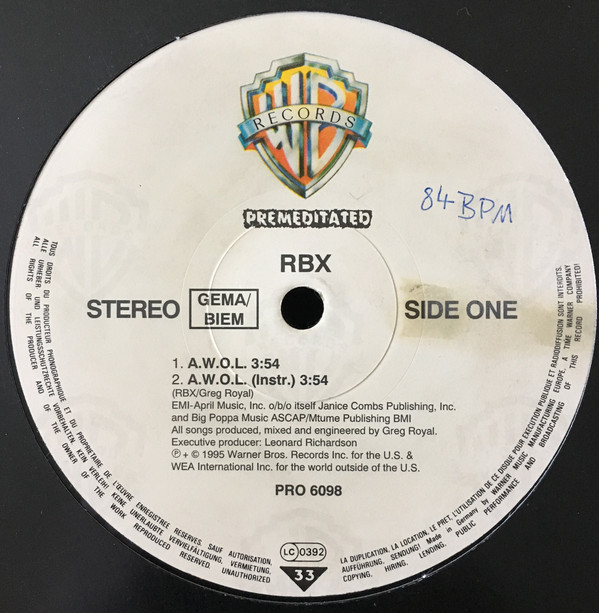 WB
RECORDS
PREMEDITATED
84 BPM
RBX
STEREO
GEMA/
BIEM
SIDE ONE
1. A.W.O.L. 3:54
2. A.W.O.L. (Instr.) 3:54
(RBX/Greg Royal)
EMI-April Music, Inc. o/b/o itself Janice Combs Publishing, Inc.
and Big Poppa Music ASCAP/Mtume Publishing BMI
All songs produced, mixed and engineered by Greg Royal.
Executive producer: Leonard Richardson
℗ + © 1995 Warner Bros. Records Inc. for the U.S. &
WEA International Inc. for the world outside of the U.S.
PRO 6098
LC 0392
33
TOUS DROITS DU PRODUCTEUR PHONOGRAPHIQUE ET DU PROPRIETAIRE DE L'ŒUVRE ENREGISTREE RESERVES. SAUF AUTORISATION,
ALLE URHEBER UND LEISTUNGSSCHUTZRECHTE VORBEHALTEN. KEIN VERLEIH! KEINE UNERLAUBTE VERVIELFÄLTIGUNG, VERMIETUNG,
ALL RIGHTS OF THE PRODUCER AND OF THE OWNER OF THE WORK REPRODUCED RESERVED. UNAUTHORIZED
LA DUPLICATION, LA LOCATION, LE PRET, L'UTILISATION DE CE DISQUE POUR EXECUTION PUBLIQUE ET RADIODIFFUSION SONT INTERDITS.
AUFFÜHRUNG, SENDUNG! Made in Germany by WARNER MUSIC MANUFACTURING EUROPE. A TIME WARNER COMPANY
COPYING, HIRING, LENDING, PUBLIC PERFORMANCE AND BROADCASTING OF THIS RECORD PROHIBITED!